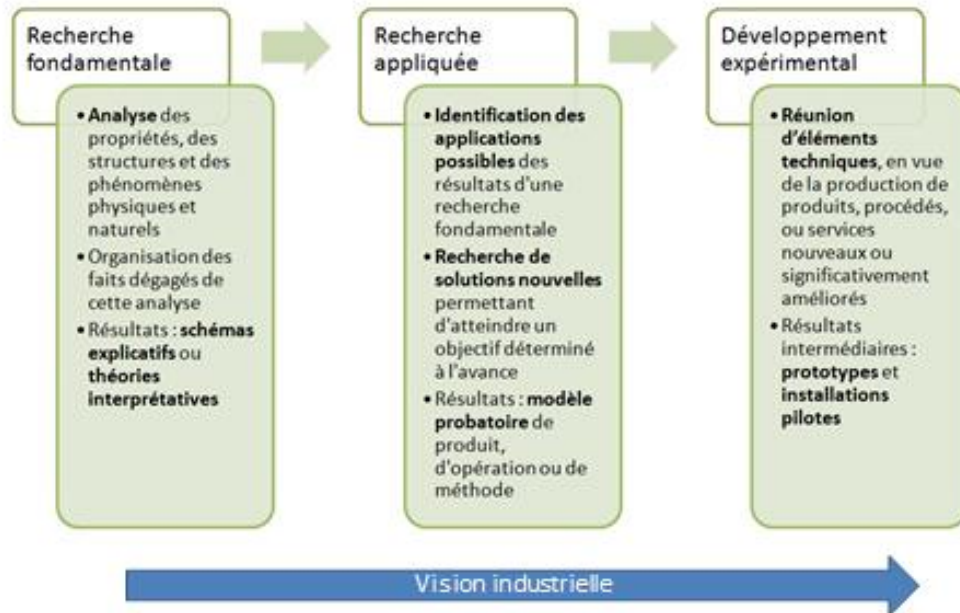 Recherche
fondamentale
• Analyse des
propriétés, des
structures et des
phénomènes
physiques et
naturels
• Organisation des
faits dégagés de
cette analyse
• Résultats : schémas
explicatifs ou
théories
interprétatives
Recherche
appliquée
• Identification des
applications
possibles des
résultats d'une
recherche
fondamentale
• Recherche de
solutions nouvelles
permettant
d'atteindre un
objectif déterminé
à l'avance
• Résultats : modèle
probatoire de
produit,
d'opération ou de
méthode
Développement
expérimental
• Réunion
d'éléments
techniques, en vue
de la production de
produits, procédés,
ou services
nouveaux ou
significativement
améliorés
• Résultats
intermédiaires :
prototypes et
installations
pilotes
Vision industrielle